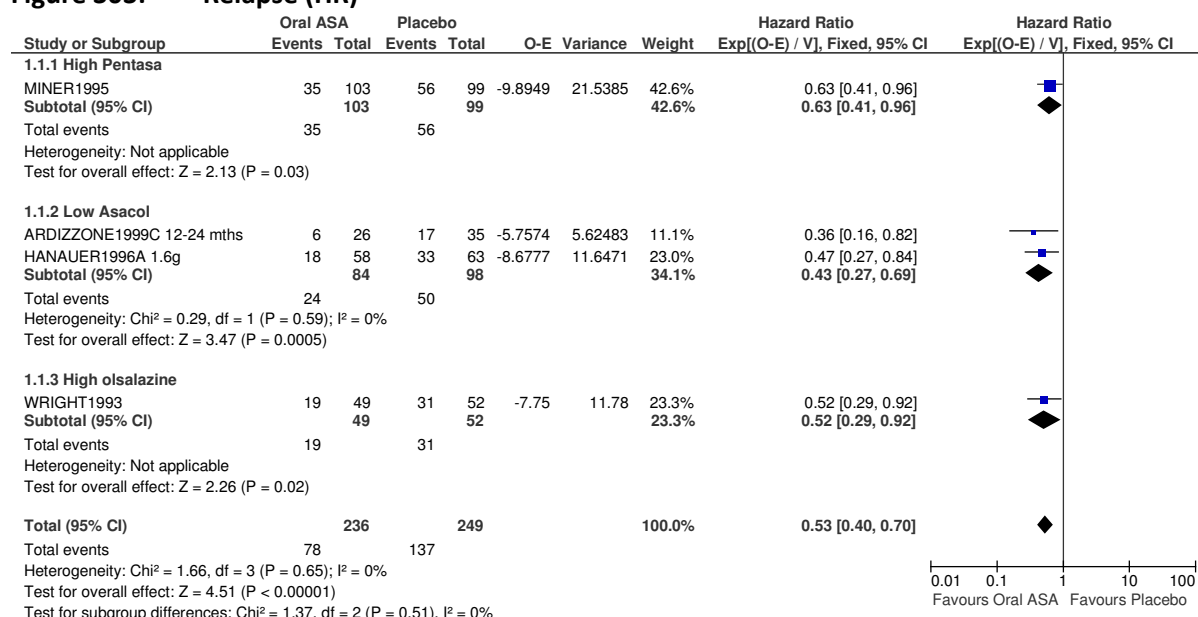 Figure 303: Relapse (HR)
Oral ASA Placebo Hazard Ratio Hazard Ratio
Study or Subgroup Events Total Events Total O-E Variance Weight Exp[(O-E) / V], Fixed, 95% CI Exp[(O-E) / V], Fixed, 95% CI
1.1.1 High Pentasa
MINER1995 35 103 56 99 -9.8949 21.5385 42.6% 0.63 [0.41, 0.96]
Subtotal (95% CI) 103 99 42.6% 0.63 [0.41, 0.96]
Total events 35 56
Heterogeneity: Not applicable
Test for overall effect: Z = 2.13 (P = 0.03)
1.1.2 Low Asacol
ARDIZZONE1999C 12-24 mths 6 26 17 35 -5.7574 5.62483 11.1% 0.36 [0.16, 0.82]
HANAUER1996A 1.6g 18 58 33 63 -8.6777 11.6471 23.0% 0.47 [0.27, 0.84]
Subtotal (95% CI) 84 98 34.1% 0.43 [0.27, 0.69]
Total events 24 50
Heterogeneity: Chi² = 0.29, df = 1 (P = 0.59); I² = 0%
Test for overall effect: Z = 3.47 (P = 0.0005)
1.1.3 High olsalazine
WRIGHT1993 19 49 31 52 -7.75 11.78 23.3% 0.52 [0.29, 0.92]
Subtotal (95% CI) 49 52 23.3% 0.52 [0.29, 0.92]
Total events 19 31
Heterogeneity: Not applicable
Test for overall effect: Z = 2.26 (P = 0.02)
Total (95% CI) 236 249 100.0% 0.53 [0.40, 0.70]
Total events 78 137
Heterogeneity: Chi² = 1.66, df = 3 (P = 0.65); I² = 0%
Test for overall effect: Z = 4.51 (P < 0.00001)
Test for subgroup differences: Chi² = 1.37, df = 2 (P = 0.51), I² = 0%
0.01 0.1 1 10 100
Favours Oral ASA Favours Placebo